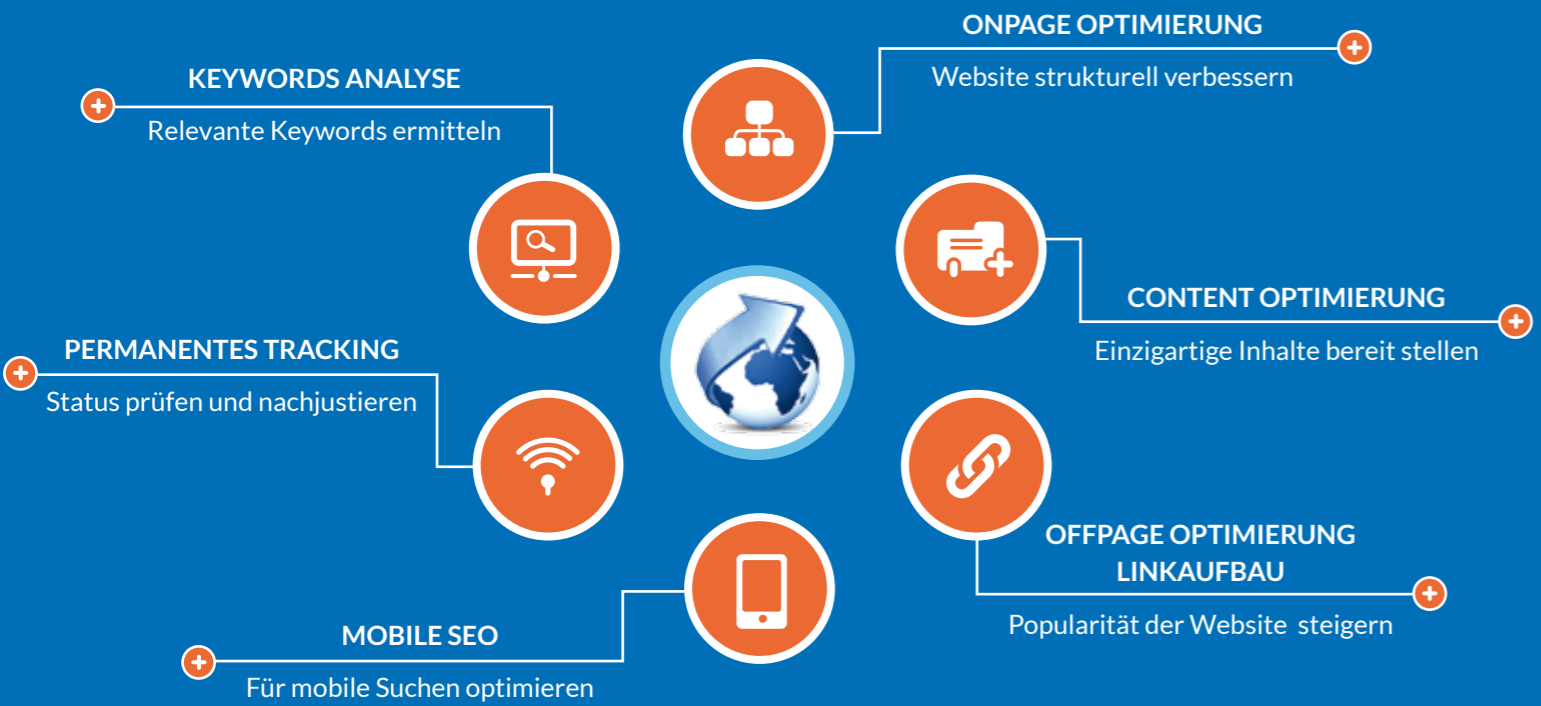 ONPAGE OPTIMIERUNG
Website strukturell verbessern
KEYWORDS ANALYSE
Relevante Keywords ermitteln
CONTENT OPTIMIERUNG
Einzigartige Inhalte bereit stellen
PERMANENTES TRACKING
Status prüfen und nachjustieren
OFFPAGE OPTIMIERUNG
LINKAUFBAU
Popularität der Website steigern
MOBILE SEO
Für mobile Suchen optimieren